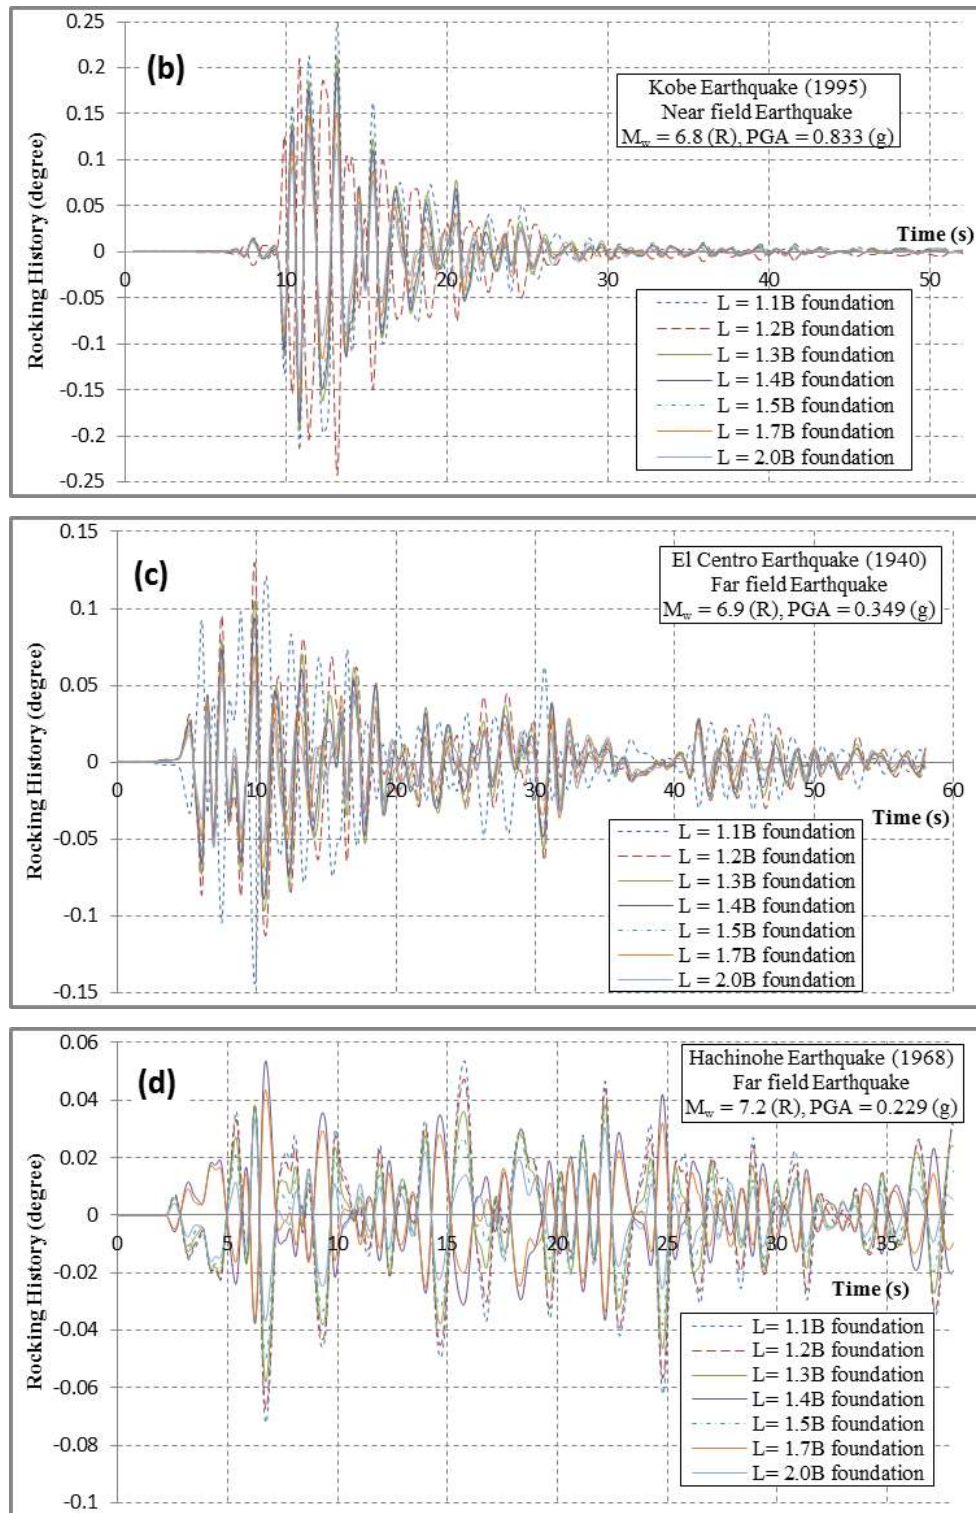 (b)
Kobe Earthquake (1995)
Near field Earthquake
Mw = 6.8 (R), PGA = 0.833 (g)
Rocking History (degree)
0.25
0.2
0.15
0.1
0.05
0
-0.05
-0.1
-0.15
-0.2
-0.25
0 10 20 30 40 50
Time (s)
L = 1.1B foundation
L = 1.2B foundation
L = 1.3B foundation
L = 1.4B foundation
L = 1.5B foundation
L = 1.7B foundation
L = 2.0B foundation
(c)
El Centro Earthquake (1940)
Far field Earthquake
Mw = 6.9 (R), PGA = 0.349 (g)
Rocking History (degree)
0.15
0.1
0.05
0
-0.05
-0.1
-0.15
0 10 20 30 40 50 60
Time (s)
L = 1.1B foundation
L = 1.2B foundation
L = 1.3B foundation
L = 1.4B foundation
L = 1.5B foundation
L = 1.7B foundation
L = 2.0B foundation
(d)
Hachinohe Earthquake (1968)
Far field Earthquake
Mw = 7.2 (R), PGA = 0.229 (g)
Rocking History (degree)
0.06
0.04
0.02
0
-0.02
-0.04
-0.06
-0.08
-0.1
0 5 10 15 20 25 30 35
Time (s)
L= 1.1B foundation
L= 1.2B foundation
L= 1.3B foundation
L= 1.4B foundation
L= 1.5B foundation
L= 1.7B foundation
L= 2.0B foundation